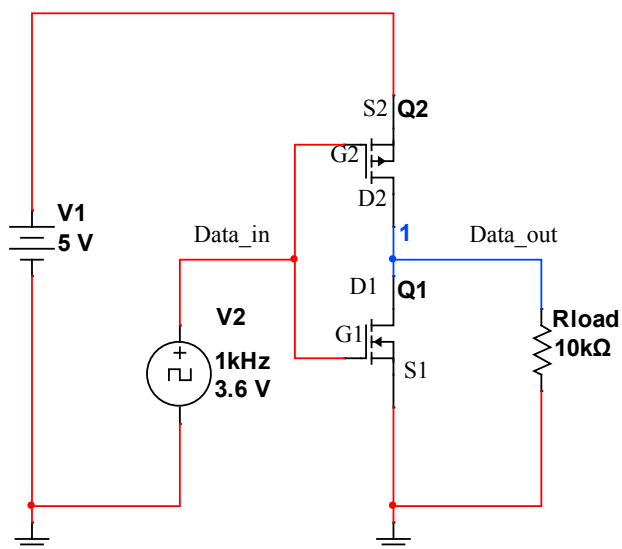 S2 Q2
G2
D2
V1
5 V
Data_in
1
Data_out
D1 Q1
V2
G1
Rload
1kHz
10kΩ
S1
3.6 V